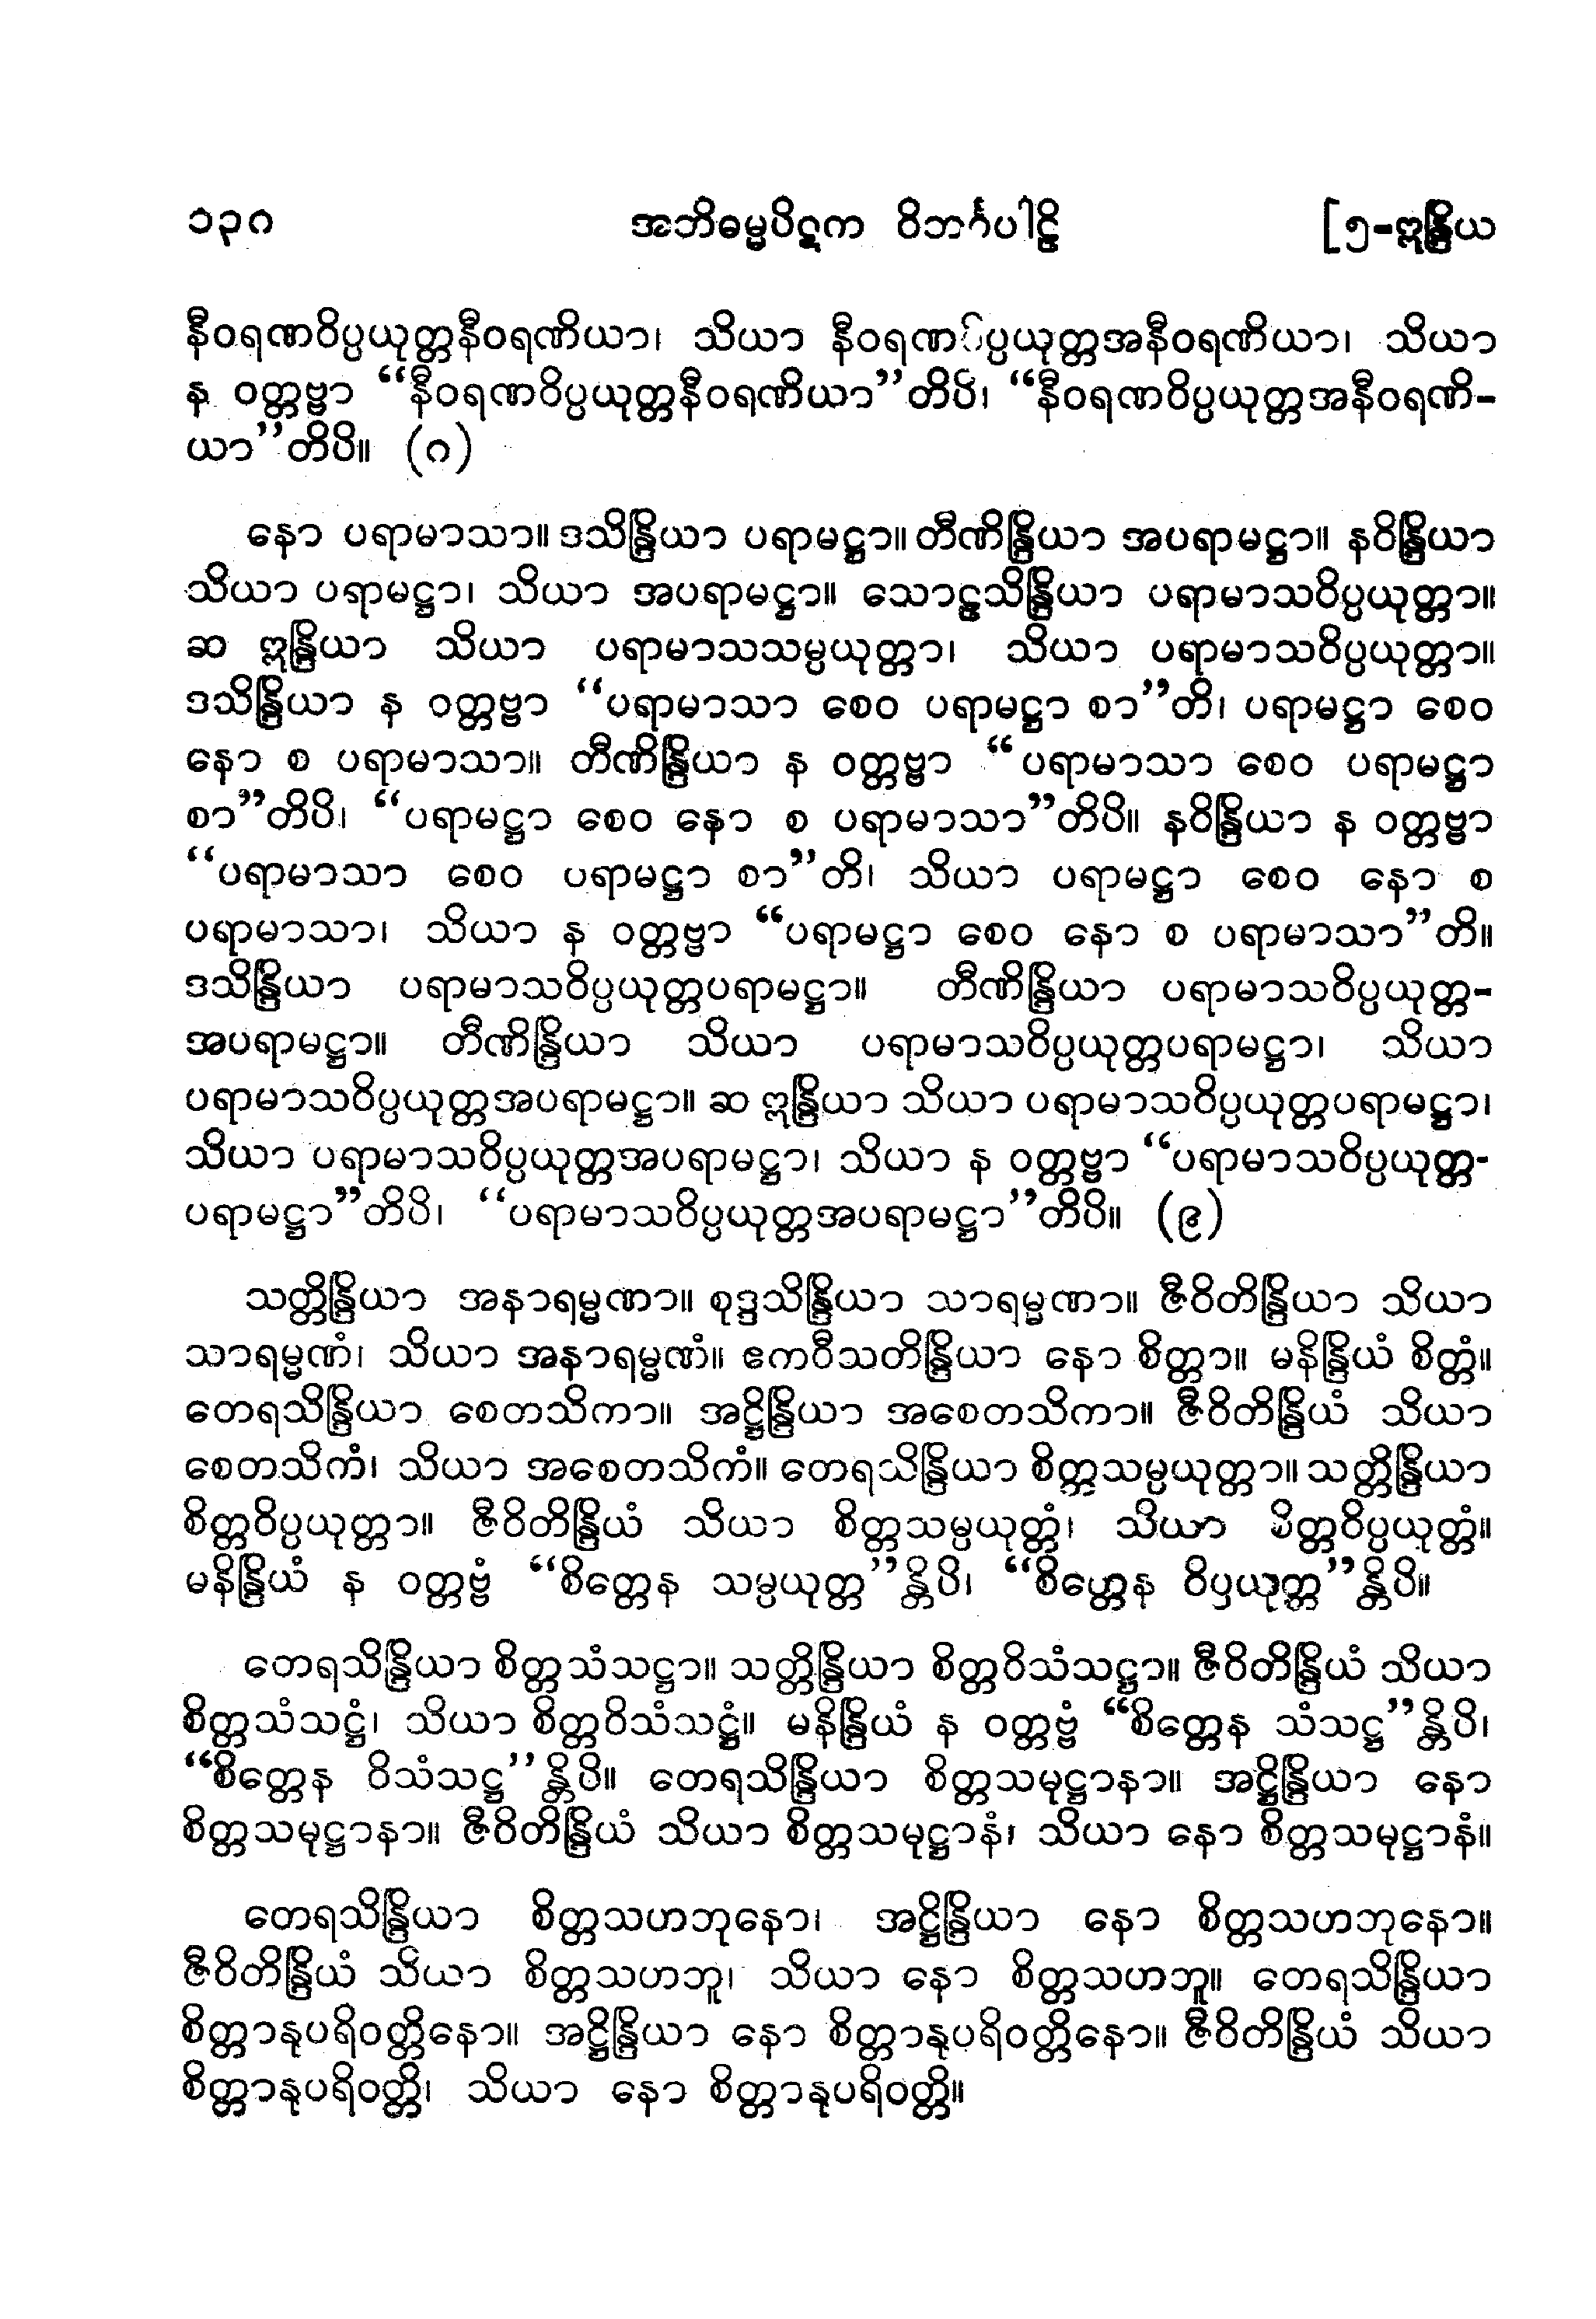 ၁၃၈ အဘိဓမ္မပိဋက ဝိဘင်္ဂပါဠိ [၅-ဣန္ဒြိယ
နီဝရဏဝိပ္ပယုတ္တနီဝရဏိယာ၊ သိယာ နီဝရဏဝိပ္ပယုတ္တအနီဝရဏိယာ၊ သိယာ
န ဝတ္တဗ္ဗာ “နီဝရဏဝိပ္ပယုတ္တနီဝရဏိယာ”တိပိ၊ “နီဝရဏဝိပ္ပယုတ္တအနီဝရဏိ-
ယာ”တိပိ။ (၈)
နော ပရာမာသာ။ ဒသိန္ဒြိယာ ပရာမဋ္ဌာ။ တီဏိန္ဒြိယာ အပရာမဋ္ဌာ။ နဝိန္ဒြိယာ
သိယာ ပရာမဋ္ဌာ၊ သိယာ အပရာမဋ္ဌာ။ သောဠသိန္ဒြိယာ ပရာမာသဝိပ္ပယုတ္တာ။
ဆ ဣန္ဒြိယာ သိယာ ပရာမာသသမ္ပယုတ္တာ၊ သိယာ ပရာမာသဝိပ္ပယုတ္တာ။
ဒသိန္ဒြိယာ န ဝတ္တဗ္ဗာ “ပရာမာသာ စေဝ ပရာမဋ္ဌာ စာ”တိ၊ ပရာမဋ္ဌာ စေဝ
နော စ ပရာမာသာ။ တီဏိန္ဒြိယာ န ဝတ္တဗ္ဗာ “ပရာမာသာ စေဝ ပရာမဋ္ဌာ
စာ”တိပိ၊ “ပရာမဋ္ဌာ စေဝ နော စ ပရာမာသာ”တိပိ။ နဝိန္ဒြိယာ န ဝတ္တဗ္ဗာ
“ပရာမာသာ စေဝ ပရာမဋ္ဌာ စာ”တိ၊ သိယာ ပရာမဋ္ဌာ စေဝ နော စ
ပရာမာသာ၊ သိယာ န ဝတ္တဗ္ဗာ “ပရာမဋ္ဌာ စေဝ နော စ ပရာမာသာ”တိ။
ဒသိန္ဒြိယာ ပရာမာသဝိပ္ပယုတ္တပရာမဋ္ဌာ။ တီဏိန္ဒြိယာ ပရာမာသဝိပ္ပယုတ္တ-
အပရာမဋ္ဌာ။ တီဏိန္ဒြိယာ သိယာ ပရာမာသဝိပ္ပယုတ္တပရာမဋ္ဌာ၊ သိယာ
ပရာမာသဝိပ္ပယုတ္တအပရာမဋ္ဌာ။ ဆ ဣန္ဒြိယာ သိယာ ပရာမာသဝိပ္ပယုတ္တပရာမဋ္ဌာ၊
သိယာ ပရာမာသဝိပ္ပယုတ္တအပရာမဋ္ဌာ၊ သိယာ န ဝတ္တဗ္ဗာ “ပရာမာသဝိပ္ပယုတ္တ-
ပရာမဋ္ဌာ”တိပိ၊ “ပရာမာသဝိပ္ပယုတ္တအပရာမဋ္ဌာ”တိပိ။ (၉)
သတ္တိန္ဒြိယာ အနာရမ္မဏာ။ စုဒ္ဒသိန္ဒြိယာ သာရမ္မဏာ။ ဇီဝိတိန္ဒြိယာ သိယာ
သာရမ္မဏံ၊ သိယာ အနာရမ္မဏံ။ ဧကဝီသတိန္ဒြိယာ နော စိတ္တာ။ မနိန္ဒြိယံ စိတ္တံ။
တေရသိန္ဒြိယာ စေတသိကာ။ အဋ္ဌိန္ဒြိယာ အစေတသိကာ။ ဇီဝိတိန္ဒြိယံ သိယာ
စေတသိကံ၊ သိယာ အစေတသိကံ။ တေရသိန္ဒြိယာ စိတ္တသမ္ပယုတ္တာ။ သတ္တိန္ဒြိယာ
စိတ္တဝိပ္ပယုတ္တာ။ ဇီဝိတိန္ဒြိယံ သိယာ စိတ္တသမ္ပယုတ္တံ၊ သိယာ စိတ္တဝိပ္ပယုတ္တံ။
မနိန္ဒြိယံ န ဝတ္တဗ္ဗံ “စိတ္တေန သမ္ပယုတ္တ”န္တိပိ၊ “စိတ္တေန ဝိပ္ပယုတ္တ”န္တိပိ။
တေရသိန္ဒြိယာ စိတ္တသံသဋ္ဌာ။ သတ္တိန္ဒြိယာ စိတ္တဝိသံသဋ္ဌာ။ ဇီဝိတိန္ဒြိယံ သိယာ
စိတ္တသံသဋ္ဌံ၊ သိယာ စိတ္တဝိသံသဋ္ဌံ။ မနိန္ဒြိယံ န ဝတ္တဗ္ဗံ “စိတ္တေန သံသဋ္ဌ”န္တိပိ၊
“စိတ္တေန ဝိသံသဋ္ဌ”န္တိပိ။ တေရသိန္ဒြိယာ စိတ္တသမုဋ္ဌာနာ။ အဋ္ဌိန္ဒြိယာ နော
စိတ္တသမုဋ္ဌာနာ။ ဇီဝိတိန္ဒြိယံ သိယာ စိတ္တသမုဋ္ဌာနံ၊ သိယာ နော စိတ္တသမုဋ္ဌာနံ။
တေရသိန္ဒြိယာ စိတ္တသဟဘုနော၊ အဋ္ဌိန္ဒြိယာ နော စိတ္တသဟဘုနော။
ဇီဝိတိန္ဒြိယံ သိယာ စိတ္တသဟဘူ၊ သိယာ နော စိတ္တသဟဘူ။ တေရသိန္ဒြိယာ
စိတ္တာနုပရိဝတ္တိနော။ အဋ္ဌိန္ဒြိယာ နော စိတ္တာနုပရိဝတ္တိနော။ ဇီဝိတိန္ဒြိယံ သိယာ
စိတ္တာနုပရိဝတ္တိ၊ သိယာ နော စိတ္တာနုပရိဝတ္တိ။